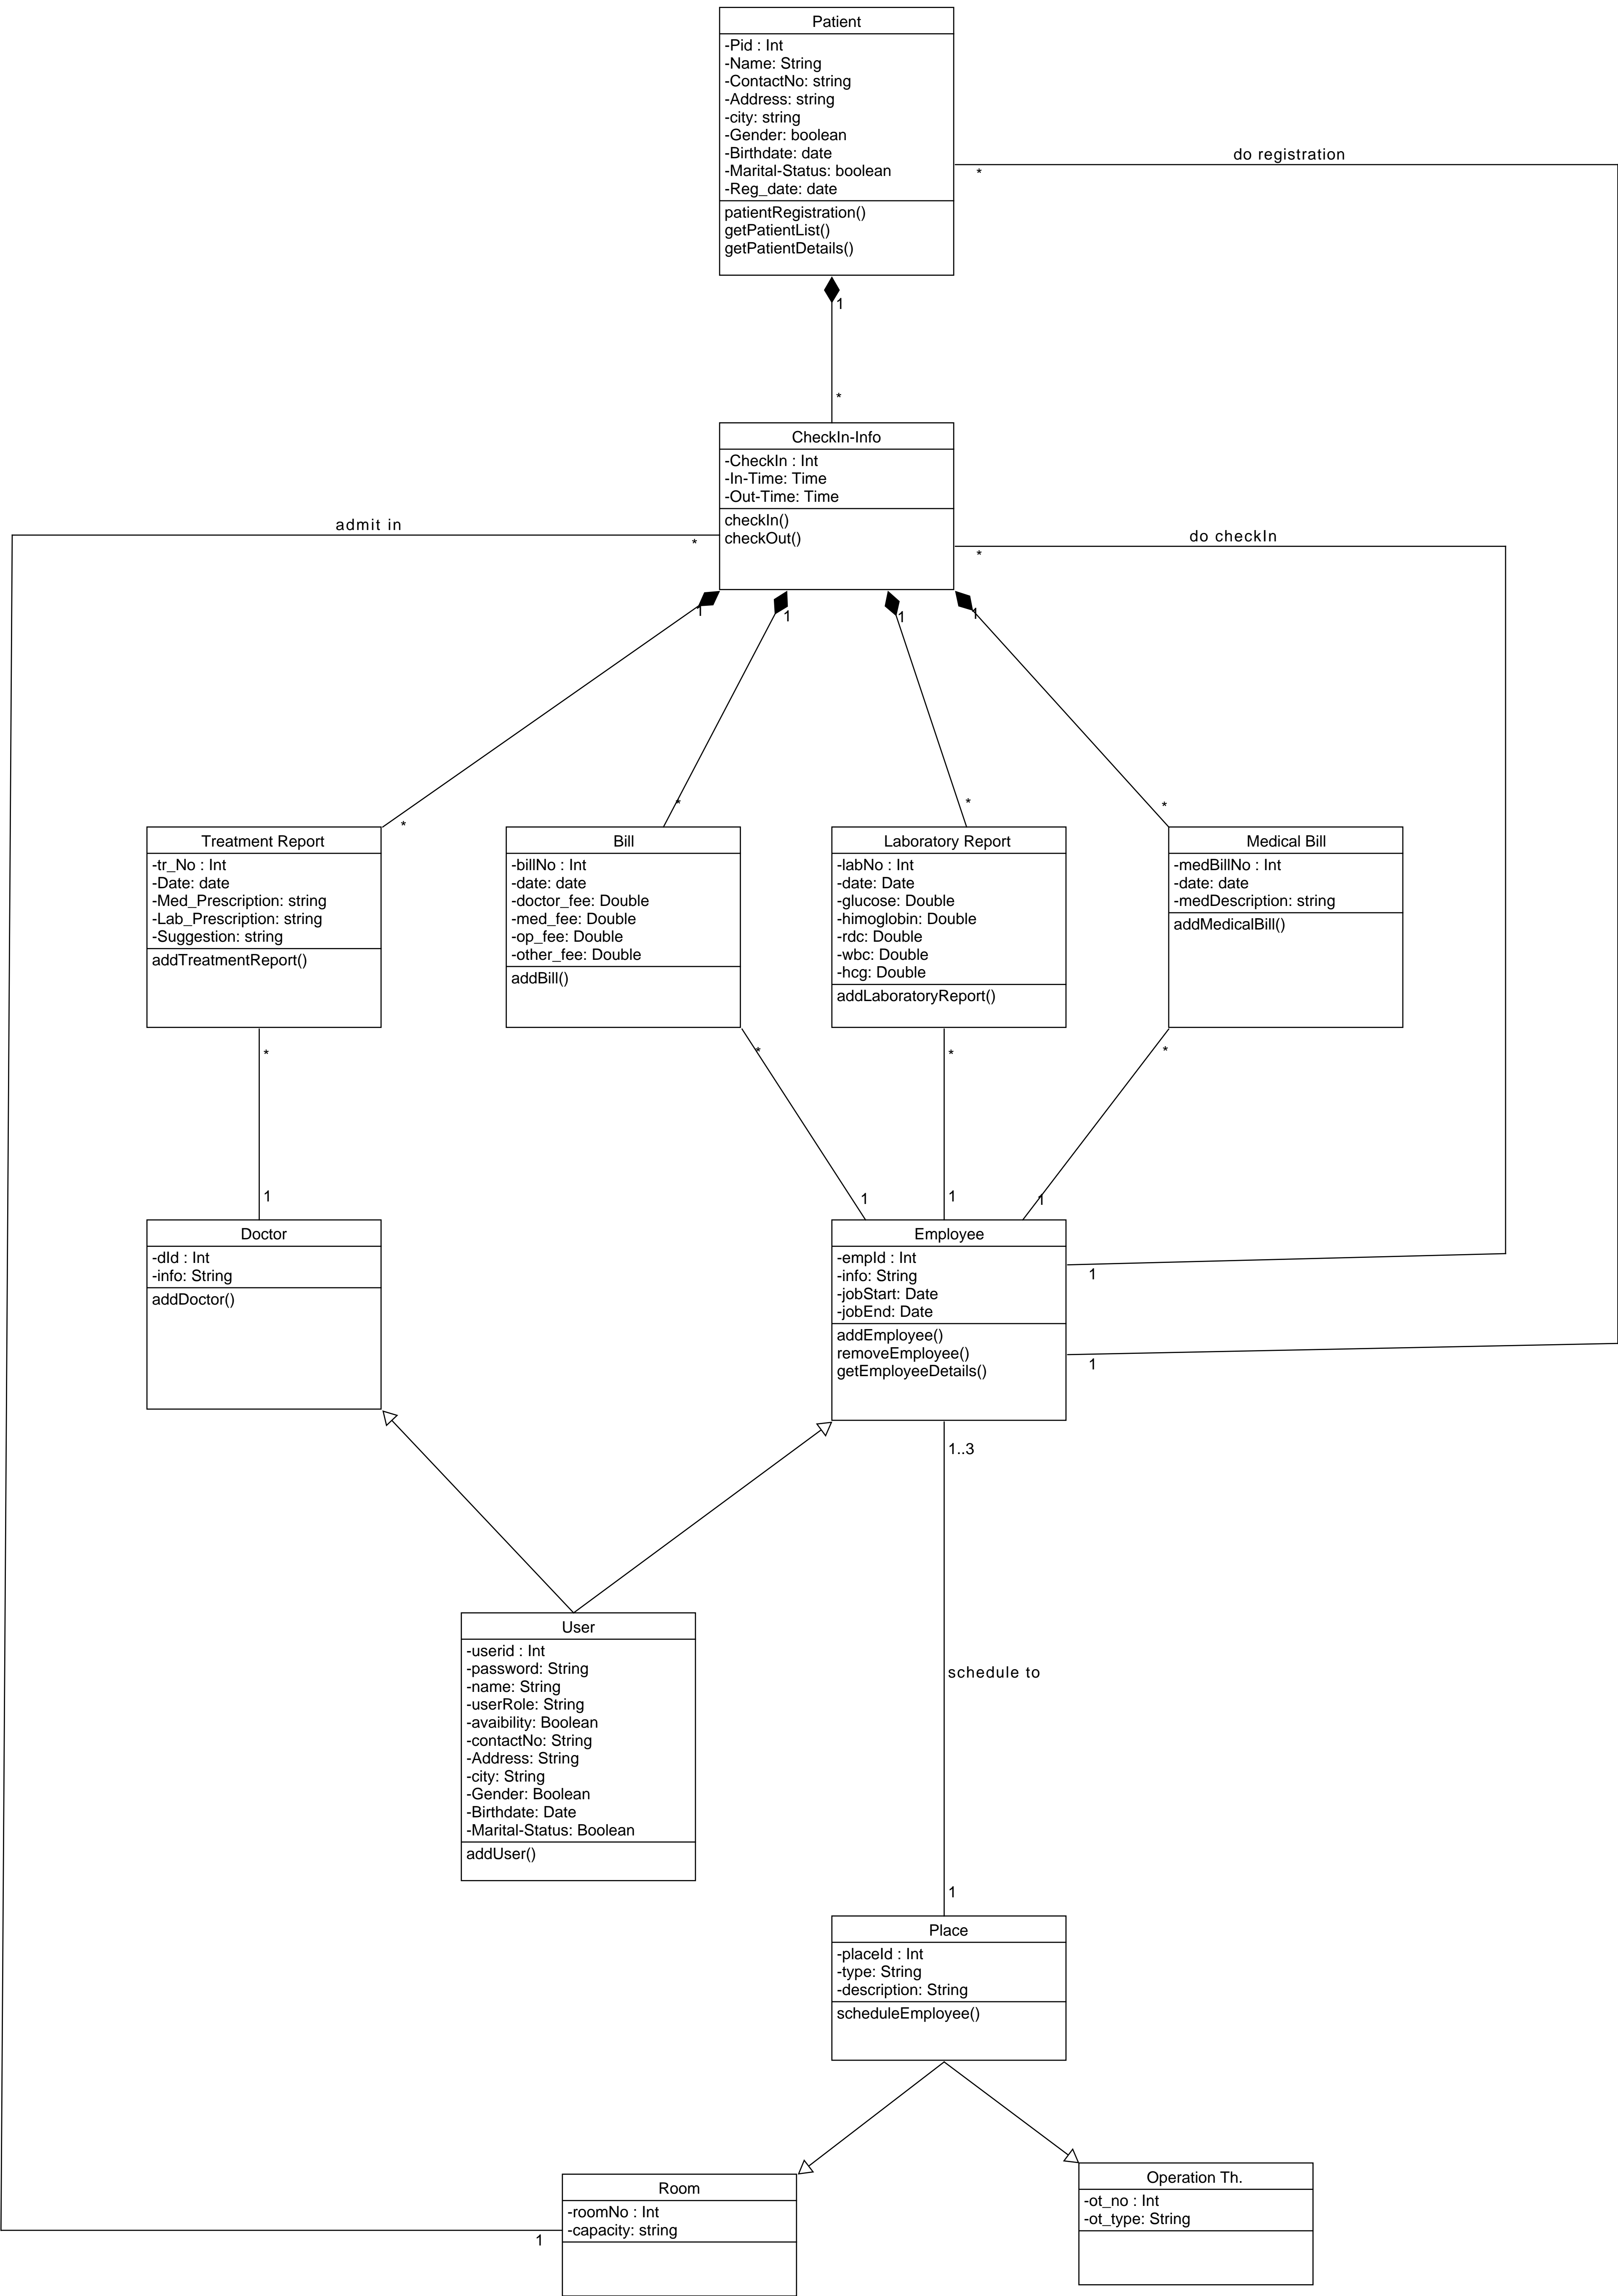 Patient
-Pid : Int
-Name: String
-ContactNo: string
-Address: string
-city: string
-Gender: boolean
-Birthdate: date
-Marital-Status: boolean
-Reg_date: date
patientRegistration()
getPatientList()
getPatientDetails()
do registration
*
1
*
CheckIn-Info
-CheckIn : Int
-In-Time: Time
-Out-Time: Time
checkIn()
checkOut()
admit in
*
do checkIn
*
1
1
1
1
*
*
*
*
Treatment Report
-tr_No : Int
-Date: date
-Med_Prescription: string
-Lab_Prescription: string
-Suggestion: string
addTreatmentReport()
Bill
-billNo : Int
-date: date
-doctor_fee: Double
-med_fee: Double
-op_fee: Double
-other_fee: Double
addBill()
Laboratory Report
-labNo : Int
-date: Date
-glucose: Double
-himoglobin: Double
-rdc: Double
-wbc: Double
-hcg: Double
addLaboratoryReport()
Medical Bill
-medBillNo : Int
-date: date
-medDescription: string
addMedicalBill()
*
*
*
*
1
1
1
1
Doctor
-dId : Int
-info: String
addDoctor()
Employee
-empId : Int
-info: String
-jobStart: Date
-jobEnd: Date
addEmployee()
removeEmployee()
getEmployeeDetails()
1
1
1..3
User
-userid : Int
-password: String
-name: String
-userRole: String
-avaibility: Boolean
-contactNo: String
-Address: String
-city: String
-Gender: Boolean
-Birthdate: Date
-Marital-Status: Boolean
addUser()
schedule to
1
Place
-placeId : Int
-type: String
-description: String
scheduleEmployee()
Room
-roomNo : Int
-capacity: string
1
Operation Th.
-ot_no : Int
-ot_type: String